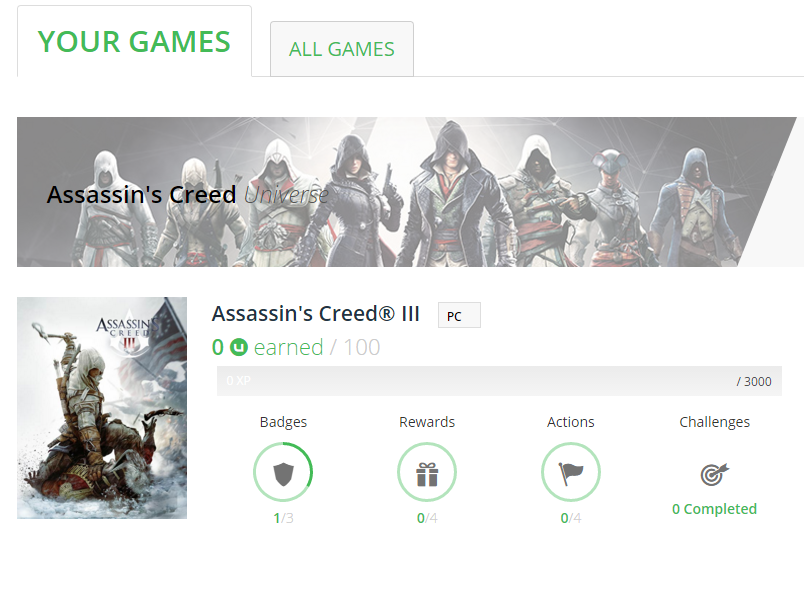 YOUR GAMES
ALL GAMES
Assassin's Creed Universe
ASSASSIN'S
CREED
III
Assassin's Creed® III
PC
0 earned / 100
0 XP
/ 3000
Badges
Rewards
Actions
Challenges
1/3
0/4
0/4
0 Completed